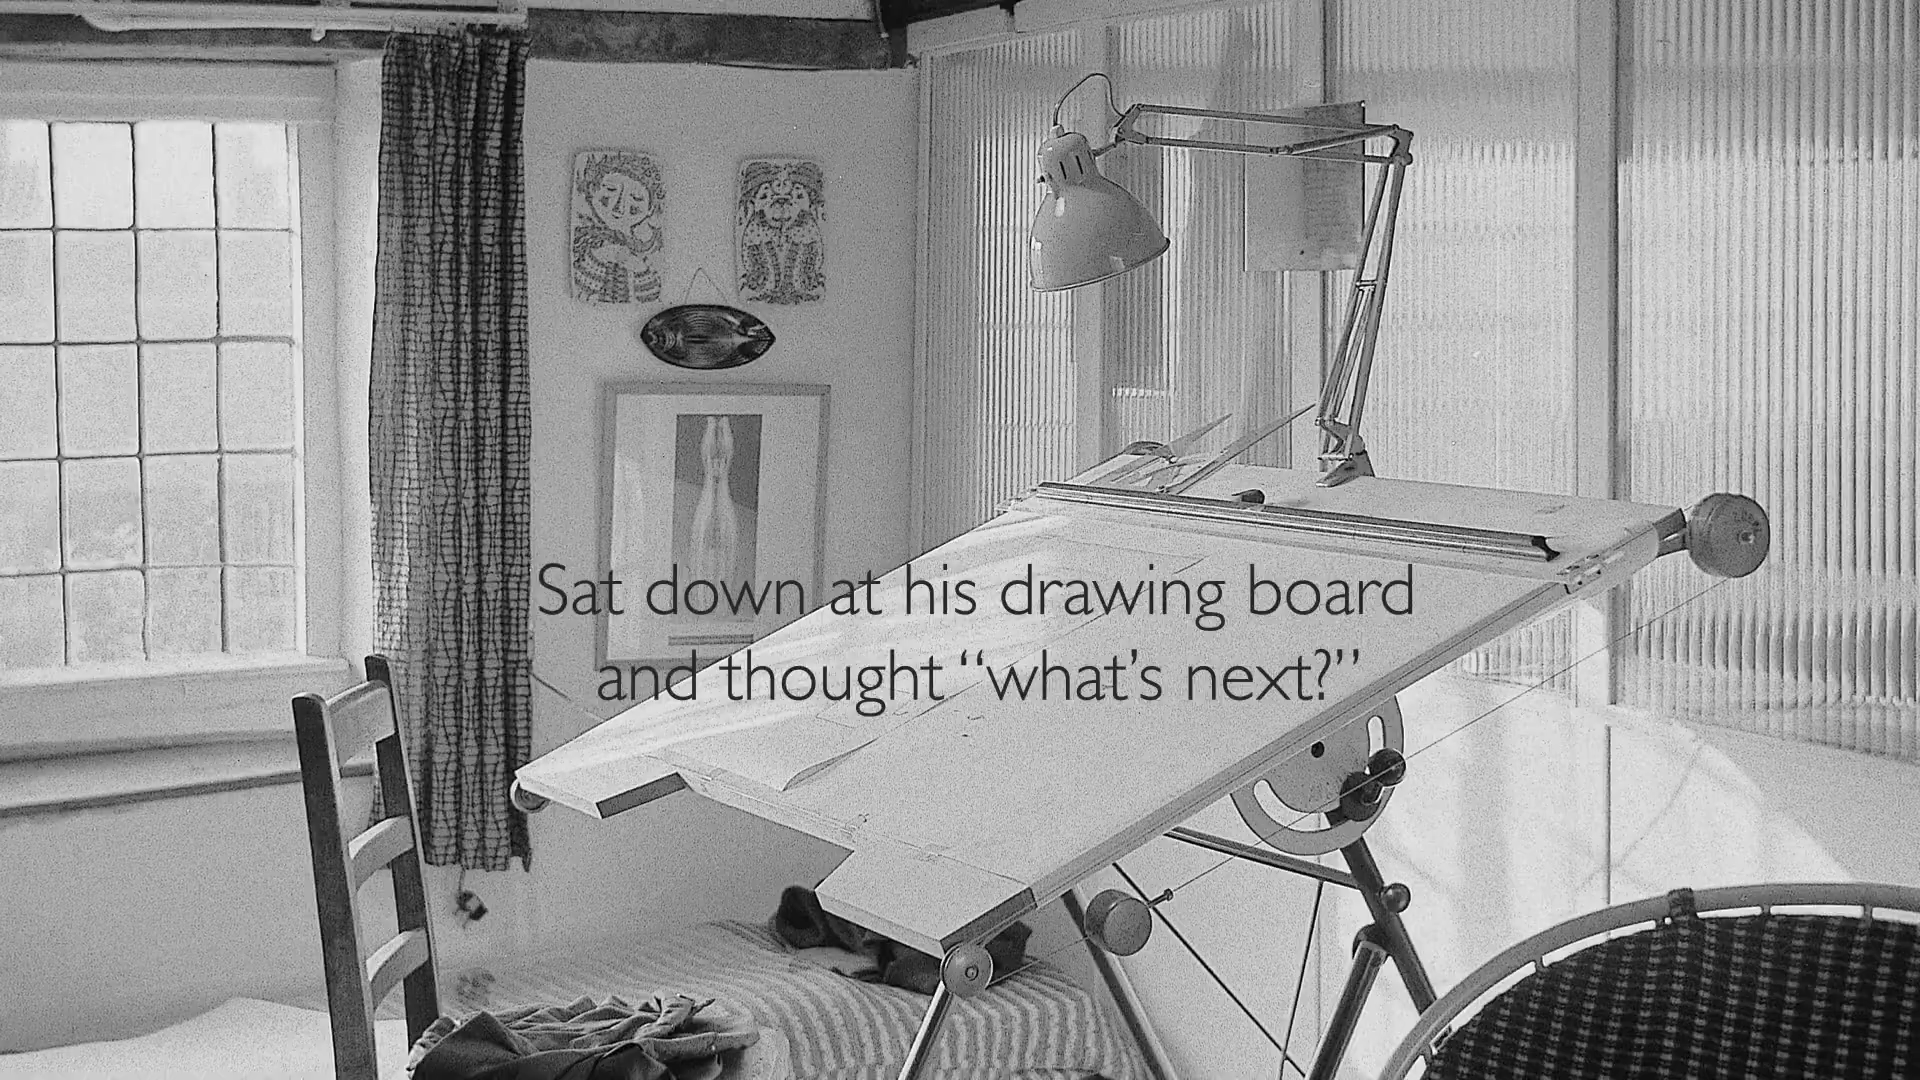 Sat down at his drawing board
and thought “what’s next?”